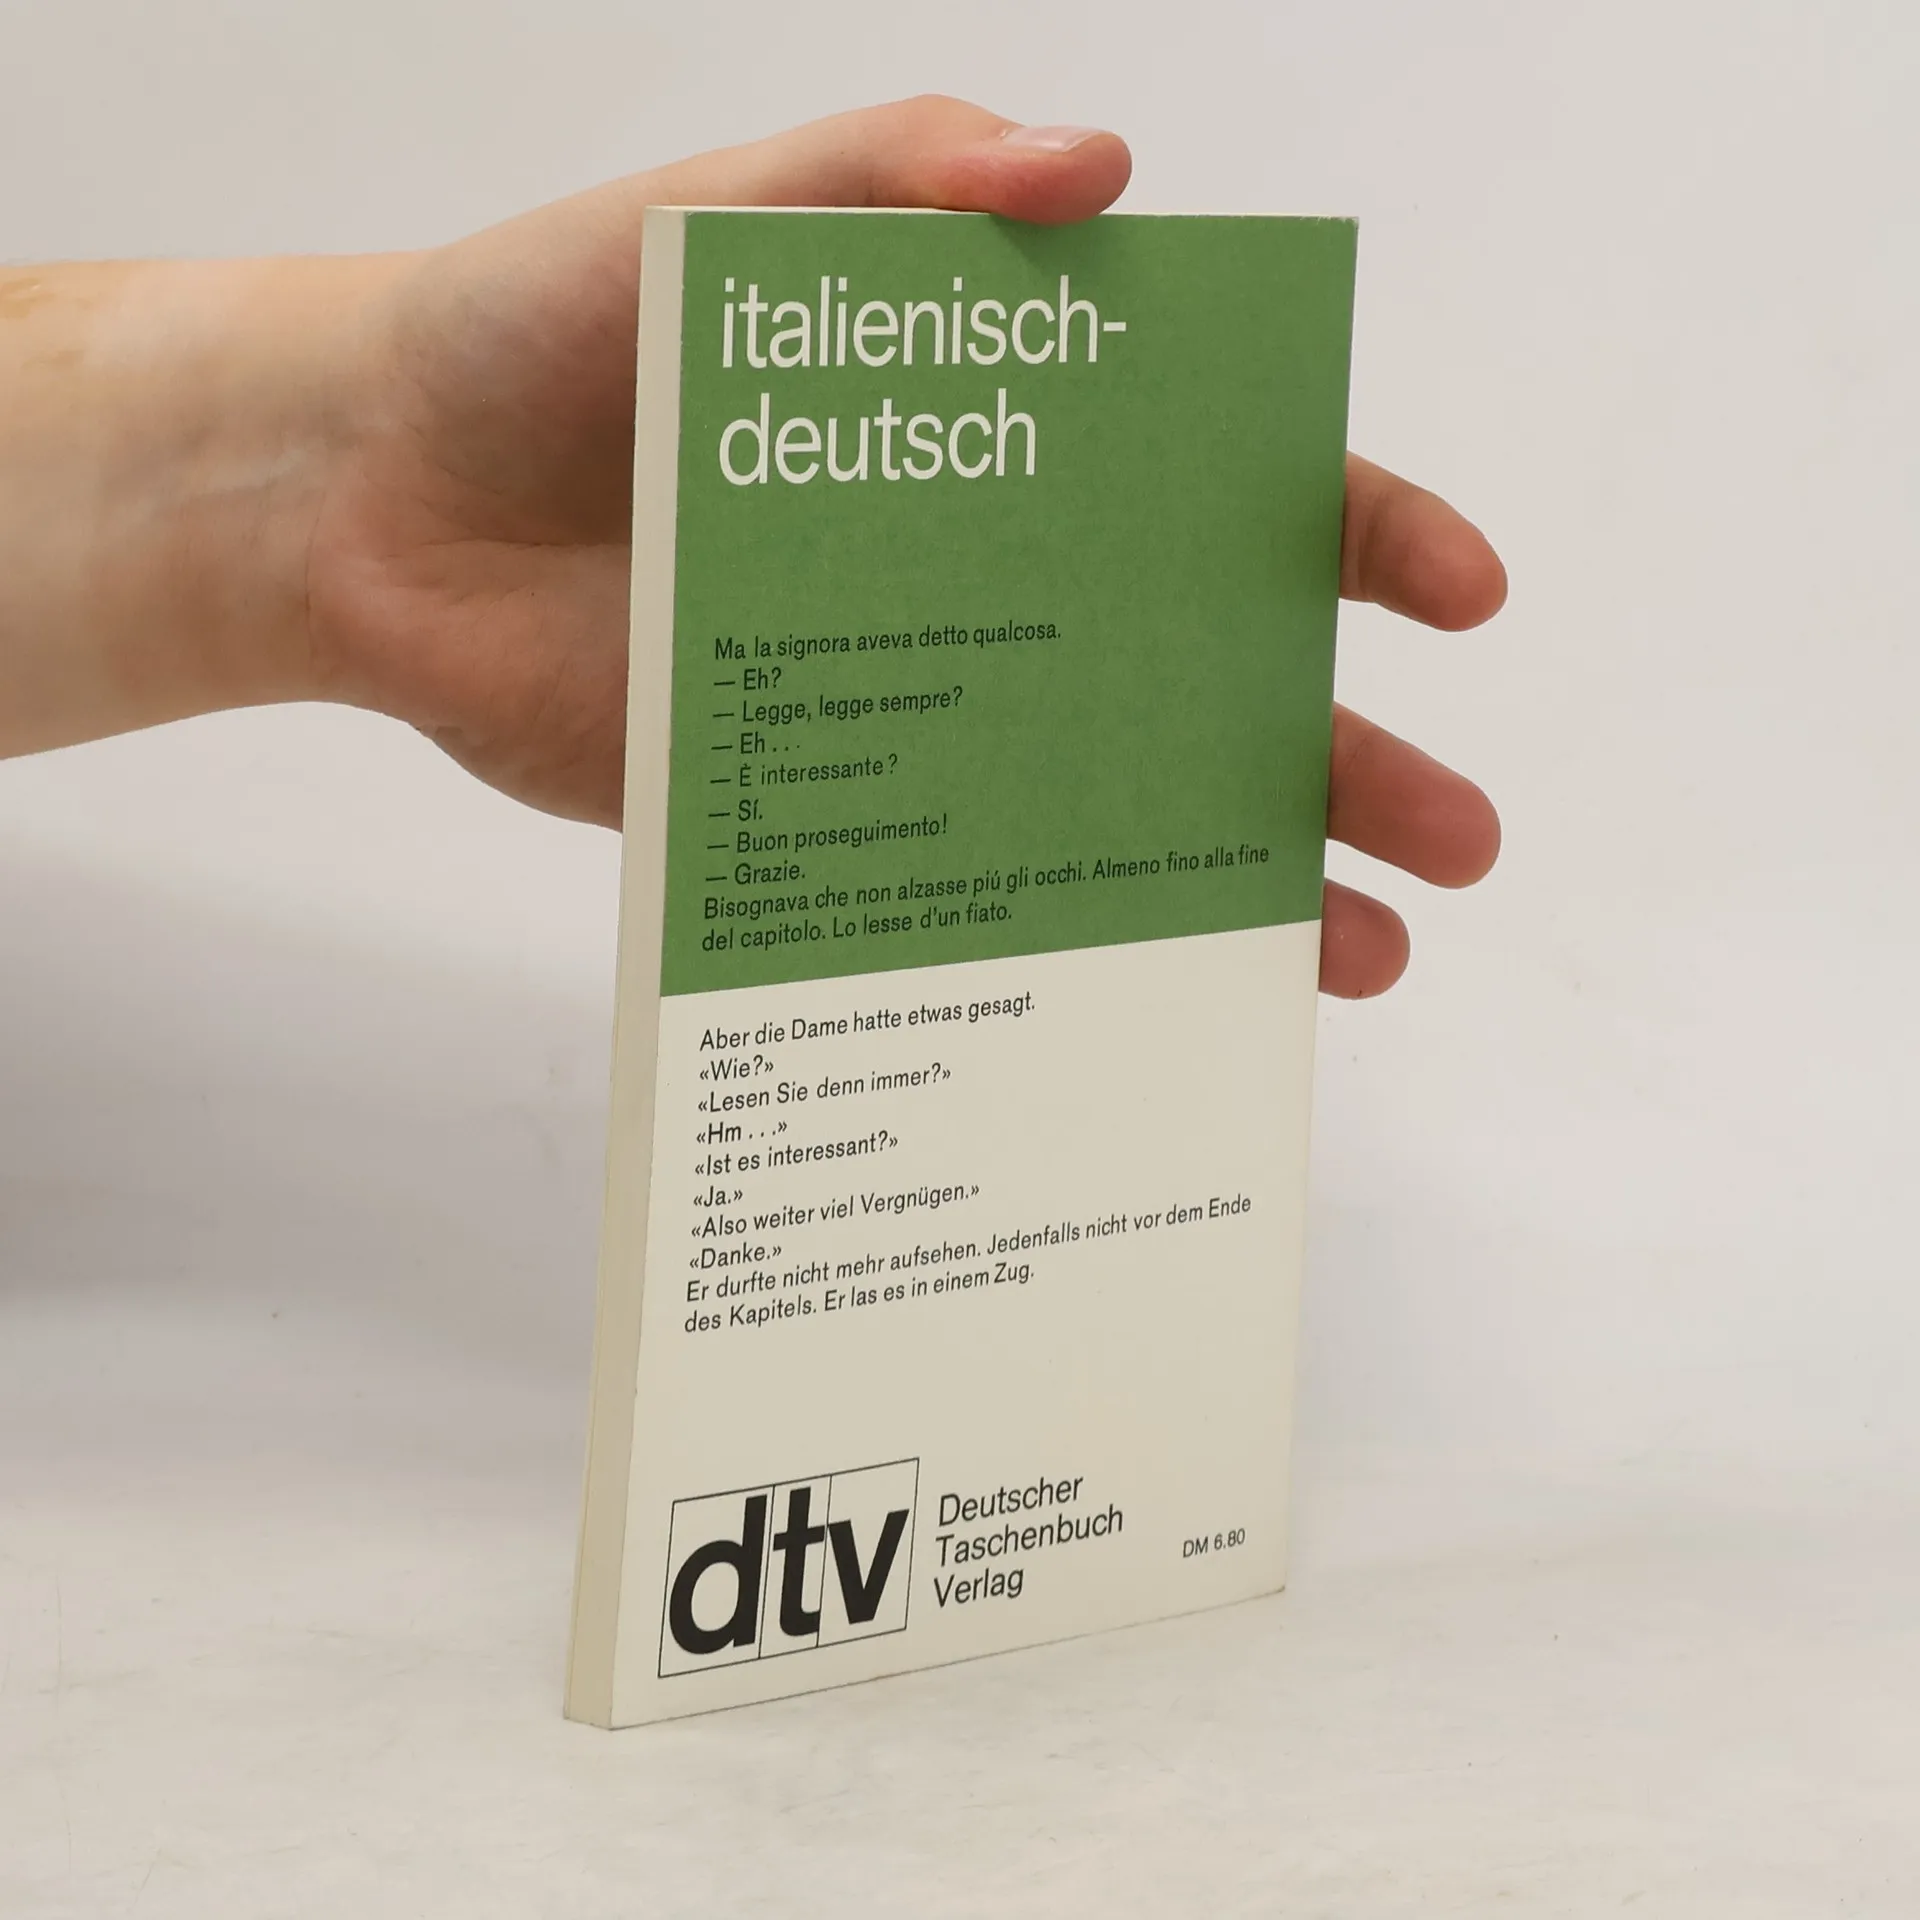 italienisch-
deutsch
Ma la signora aveva detto qualcosa.
— Eh?
— Legge, legge sempre?
— Eh . . .
— È interessante?
— Sí.
— Buon proseguimento!
— Grazie.
Bisognava che non alzasse piú gli occhi. Almeno fino alla fine
del capitolo. Lo lesse d'un fiato.
Aber die Dame hatte etwas gesagt.
«Wie?»
«Lesen Sie denn immer?»
«Hm . . .»
«Ist es interessant?»
«Ja.»
«Also weiter viel Vergnügen.»
«Danke.»
Er durfte nicht mehr aufsehen. Jedenfalls nicht vor dem Ende
des Kapitels. Er las es in einem Zug.
dtv
Deutscher
Taschenbuch
Verlag
DM 6.80